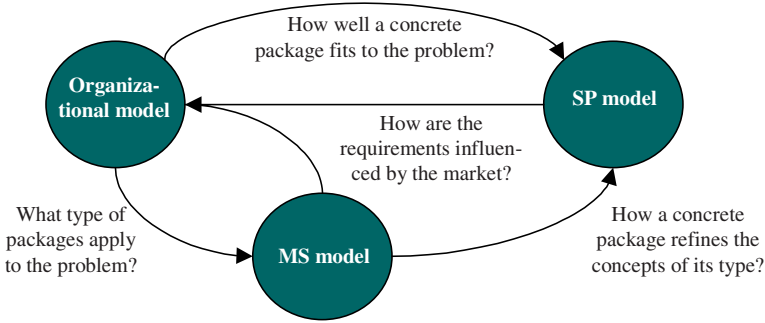 How well a concrete
package fits to the problem?
Organiza-
tional model
SP model
How are the
requirements influen-
ced by the market?
What type of
packages apply
to the problem?
MS model
How a concrete
package refines the
concepts of its type?